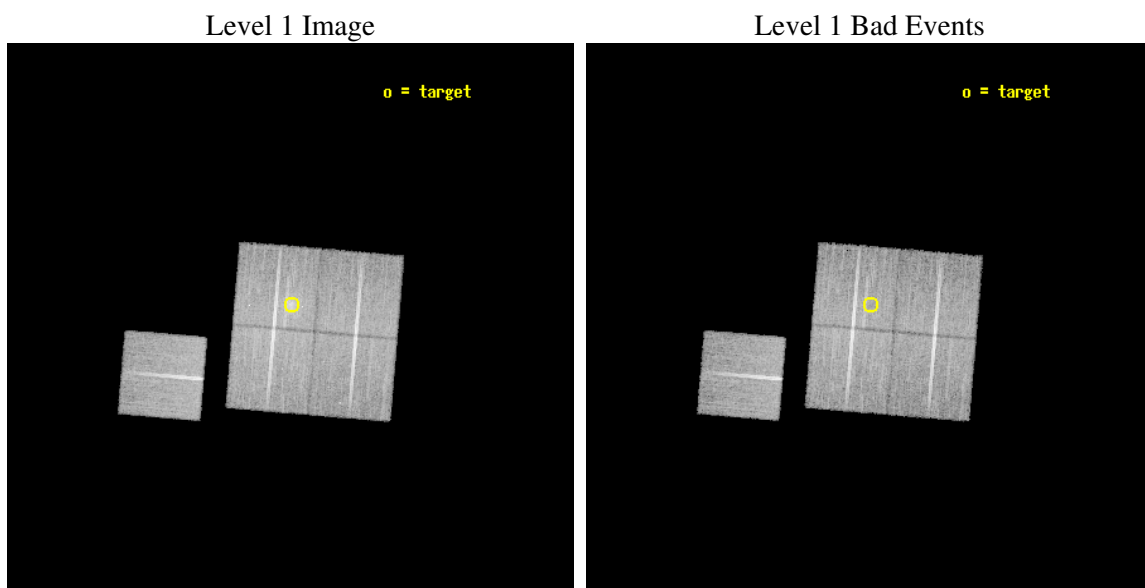 Level 1 Image
Level 1 Bad Events
o = target
o = target